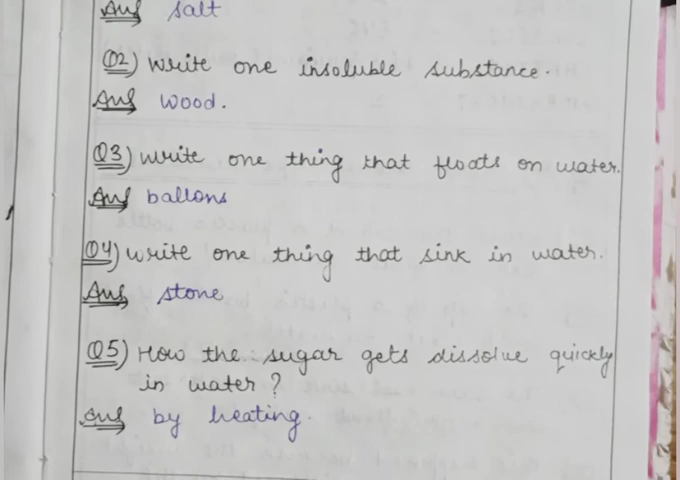 Ans salt
Q2) Write one insoluble substance.
Ans wood.
Q3) Write one thing that floats on water.
Ans ballons
Q4) Write one thing that sink in water.
Ans stone
Q5) How the sugar gets dissolve quickly
in water?
Ans by heating.